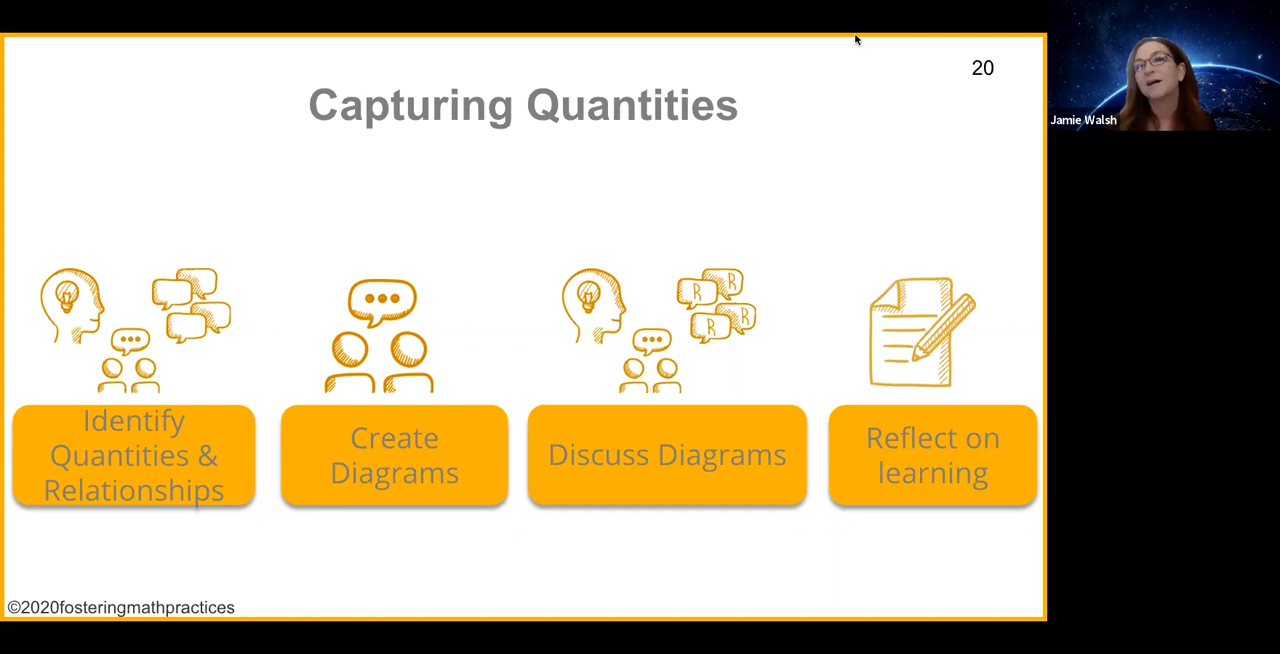 20
Capturing Quantities
Jamie Walsh
R
R
R
R
Identify
Quantities &
Relationships
Create
Diagrams
Discuss Diagrams
Reflect on
learning
©2020fosteringmathpractices